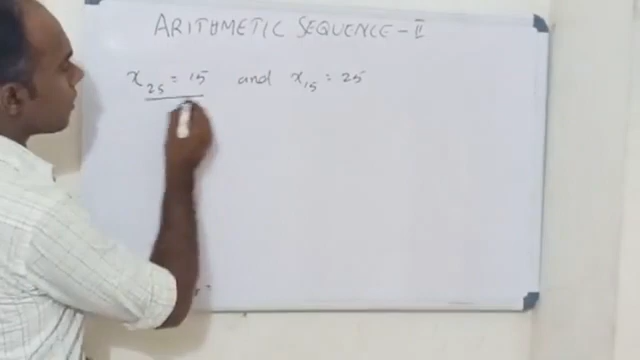 ARITHMETIC SEQUENCE - II
x₂₅ = 15 and x₁₅ = 25